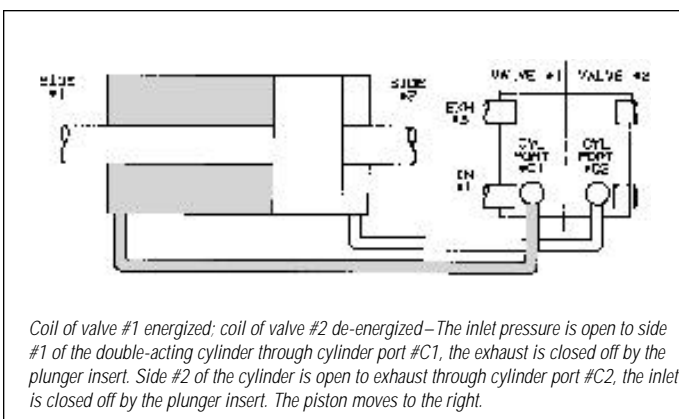 SIDE
#1
SIDE
#2
VALVE #1 VALVE #2
EXH
CYL
PORT
#C1
CYL
PORT
#C2
IN
#1
Coil of valve #1 energized; coil of valve #2 de-energized–The inlet pressure is open to side
#1 of the double-acting cylinder through cylinder port #C1, the exhaust is closed off by the
plunger insert. Side #2 of the cylinder is open to exhaust through cylinder port #C2, the inlet
is closed off by the plunger insert. The piston moves to the right.